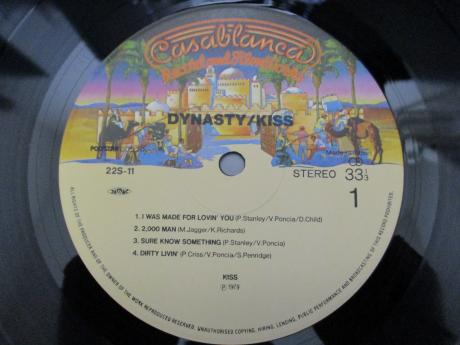 Casablanca
Record and FilmWorks
DYNASTY/KISS
22S-11
STEREO 33 1/3
1
1. I WAS MADE FOR LOVIN' YOU (P.Stanley/V.Poncia/D.Child)
2. 2,000 MAN (M.Jagger/K.Richards)
3. SURE KNOW SOMETHING (P.Stanley/V.Poncia)
4. DIRTY LIVIN' (P.Criss/V.Poncia/S.Penridge)
KISS
Ⓟ 1979
ALL RIGHTS OF THE PRODUCER AND OF THE OWNER OF THE WORK REPRODUCED RESERVED. UNAUTHORISED COPYING, HIRING, LENDING, PUBLIC PERFORMANCE AND BROADCASTING OF THIS RECORD PROHIBITED.